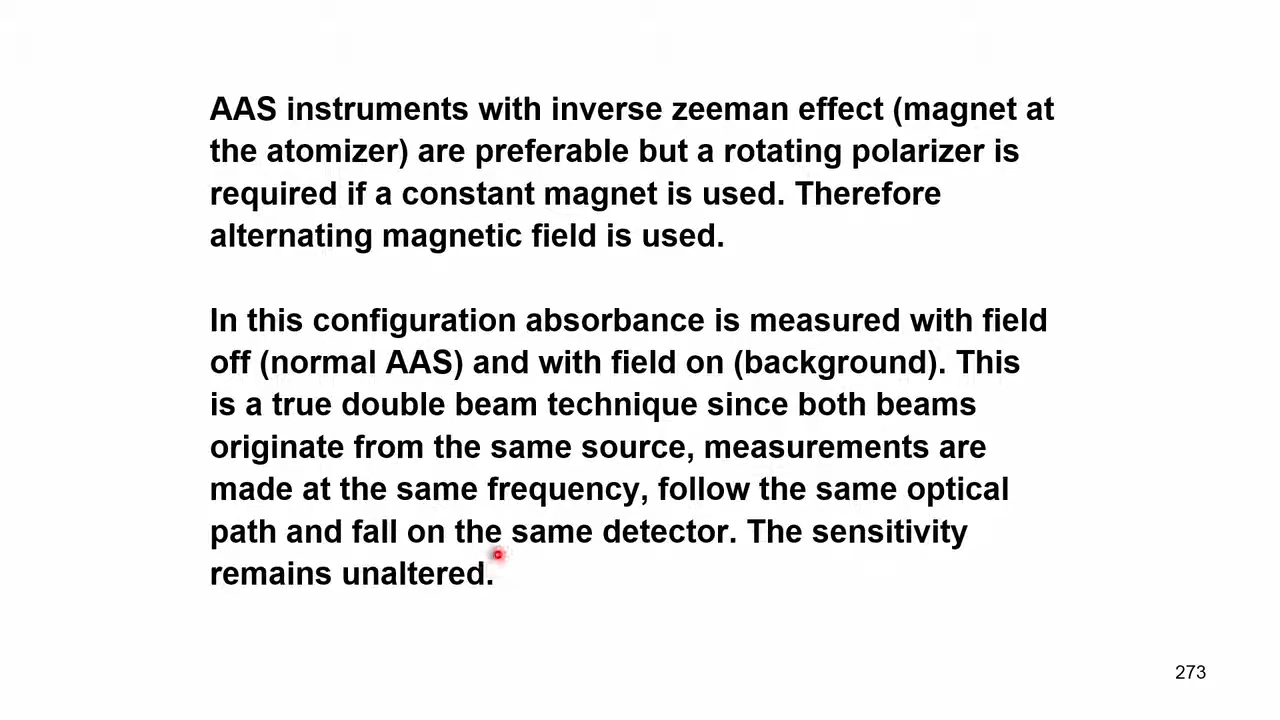 AAS instruments with inverse zeeman effect (magnet at
the atomizer) are preferable but a rotating polarizer is
required if a constant magnet is used. Therefore
alternating magnetic field is used.
In this configuration absorbance is measured with field
off (normal AAS) and with field on (background). This
is a true double beam technique since both beams
originate from the same source, measurements are
made at the same frequency, follow the same optical
path and fall on the same detector. The sensitivity
remains unaltered.
273